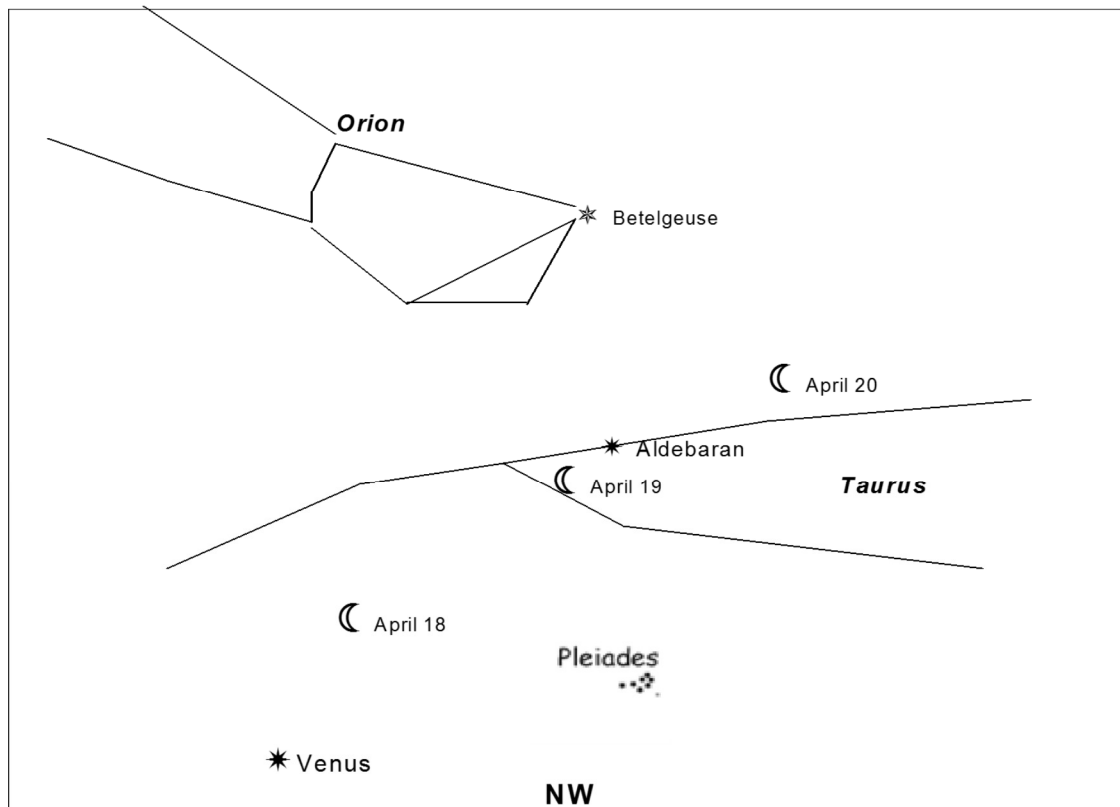 Orion
Betelgeuse
April 20
Aldebaran
April 19
Taurus
April 18
Pleiades
Venus
NW